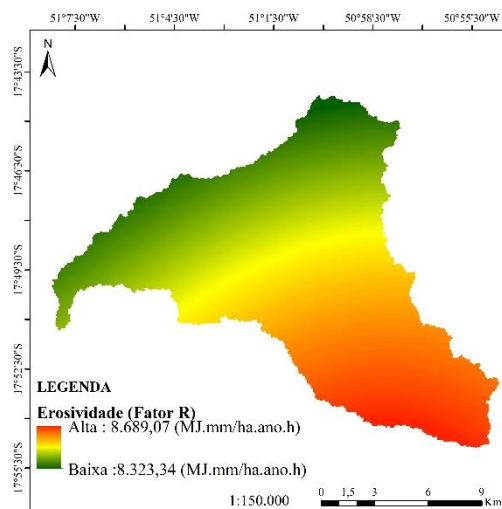 51°7'30"W 51°4'30"W 51°1'30"W 50°58'30"W 50°55'30"W
N
17°43'30"S
17°46'30"S
17°49'30"S
17°52'30"S
17°55'30"S
LEGENDA
Erosividade (Fator R)
Alta : 8.689,07 (MJ.mm/ha.ano.h)
Baixa :8.323,34 (MJ.mm/ha.ano.h)
1:150.000
0 1,5 3 6 9
Km